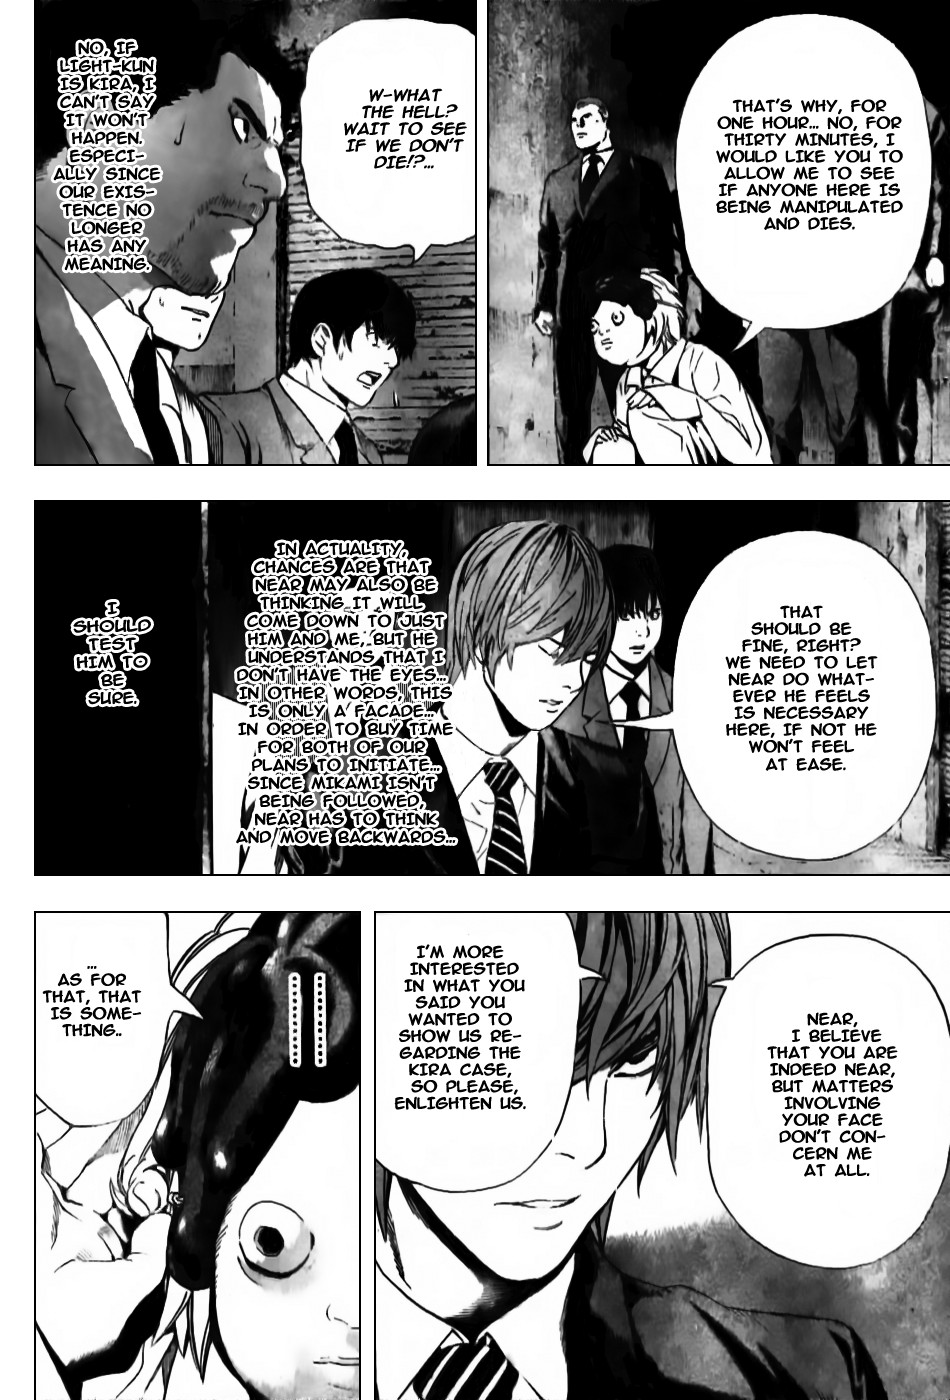 THAT'S WHY, FOR
ONE HOUR... NO, FOR
THIRTY MINUTES, I
WOULD LIKE YOU TO
ALLOW ME TO SEE
IF ANYONE HERE IS
BEING MANIPULATED
AND DIES.
W-WHAT
THE HELL?
WAIT TO SEE
IF WE DON'T
DIE!?...
NO, IF
LIGHT-KUN
IS KIRA, I
CAN'T SAY
IT WON'T
HAPPEN.
ESPECI-
ALLY SINCE
OUR EXIS-
TENCE NO
LONGER
HAS ANY
MEANING.
THAT
SHOULD BE
FINE, RIGHT?
WE NEED TO LET
NEAR DO WHAT-
EVER HE FEELS
IS NECESSARY
HERE, IF NOT HE
WON'T FEEL
AT EASE.
IN ACTUALITY,
CHANCES ARE THAT
NEAR MAY ALSO BE
THINKING IT WILL
COME DOWN TO JUST
HIM AND ME, BUT HE
UNDERSTANDS THAT I
DON'T HAVE THE EYES...
IN OTHER WORDS, THIS
IS ONLY A FACADE...
IN ORDER TO BUY TIME
FOR BOTH OF OUR
PLANS TO INITIATE...
SINCE MIKAMI ISN'T
BEING FOLLOWED,
NEAR HAS TO THINK
AND MOVE BACKWARDS...
I
SHOULD
TEST
HIM TO
BE
SURE.
NEAR,
I BELIEVE
THAT YOU ARE
INDEED NEAR,
BUT MATTERS
INVOLVING
YOUR FACE
DON'T CON-
CERN ME
AT ALL.
I'M MORE
INTERESTED
IN WHAT YOU
SAID YOU
WANTED TO
SHOW US RE-
GARDING THE
KIRA CASE,
SO PLEASE,
ENLIGHTEN US.
...
AS FOR
THAT, THAT
IS SOME-
THING..